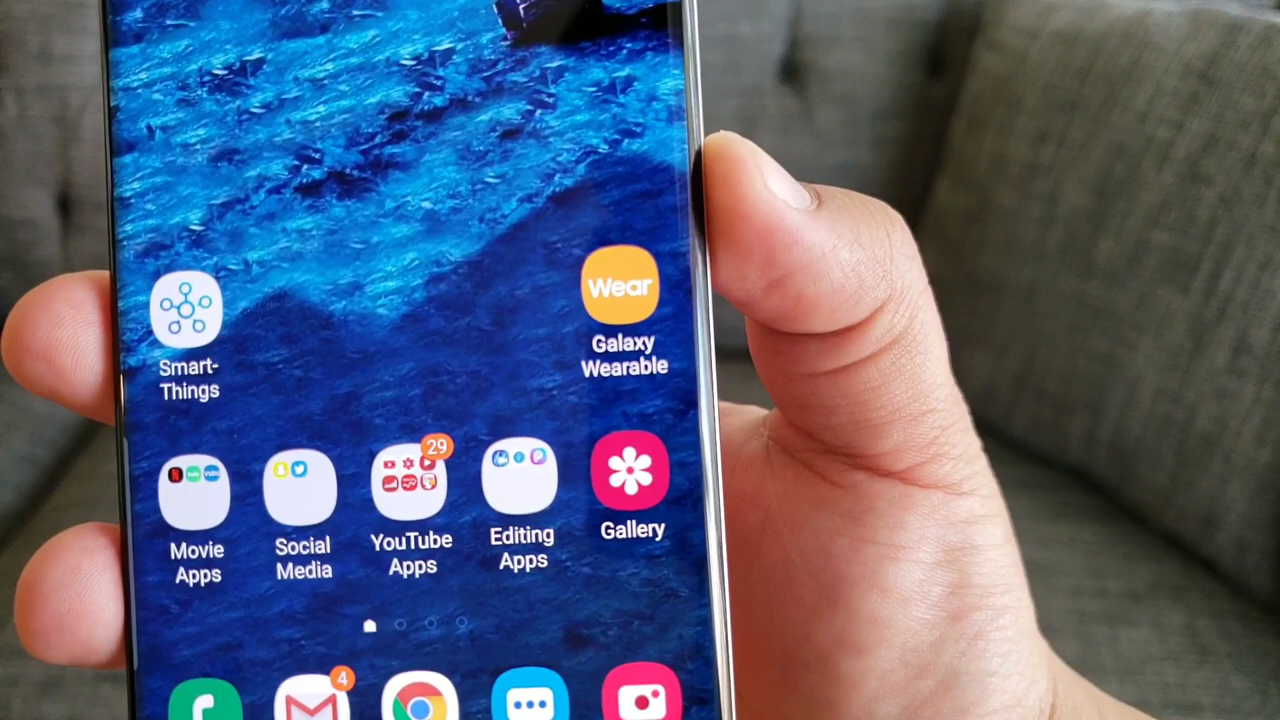 Wear
Smart-
Things
Galaxy
Wearable
29
Movie
Apps
Social
Media
YouTube
Apps
Editing
Apps
Gallery
4